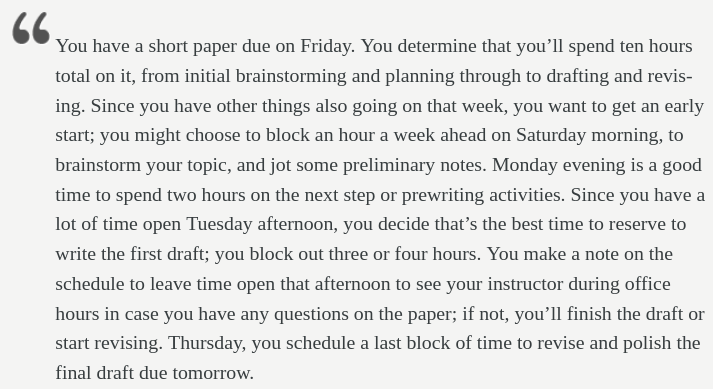 “ You have a short paper due on Friday. You determine that you’ll spend ten hours
total on it, from initial brainstorming and planning through to drafting and revis-
ing. Since you have other things also going on that week, you want to get an early
start; you might choose to block an hour a week ahead on Saturday morning, to
brainstorm your topic, and jot some preliminary notes. Monday evening is a good
time to spend two hours on the next step or prewriting activities. Since you have a
lot of time open Tuesday afternoon, you decide that’s the best time to reserve to
write the first draft; you block out three or four hours. You make a note on the
schedule to leave time open that afternoon to see your instructor during office
hours in case you have any questions on the paper; if not, you’ll finish the draft or
start revising. Thursday, you schedule a last block of time to revise and polish the
final draft due tomorrow.